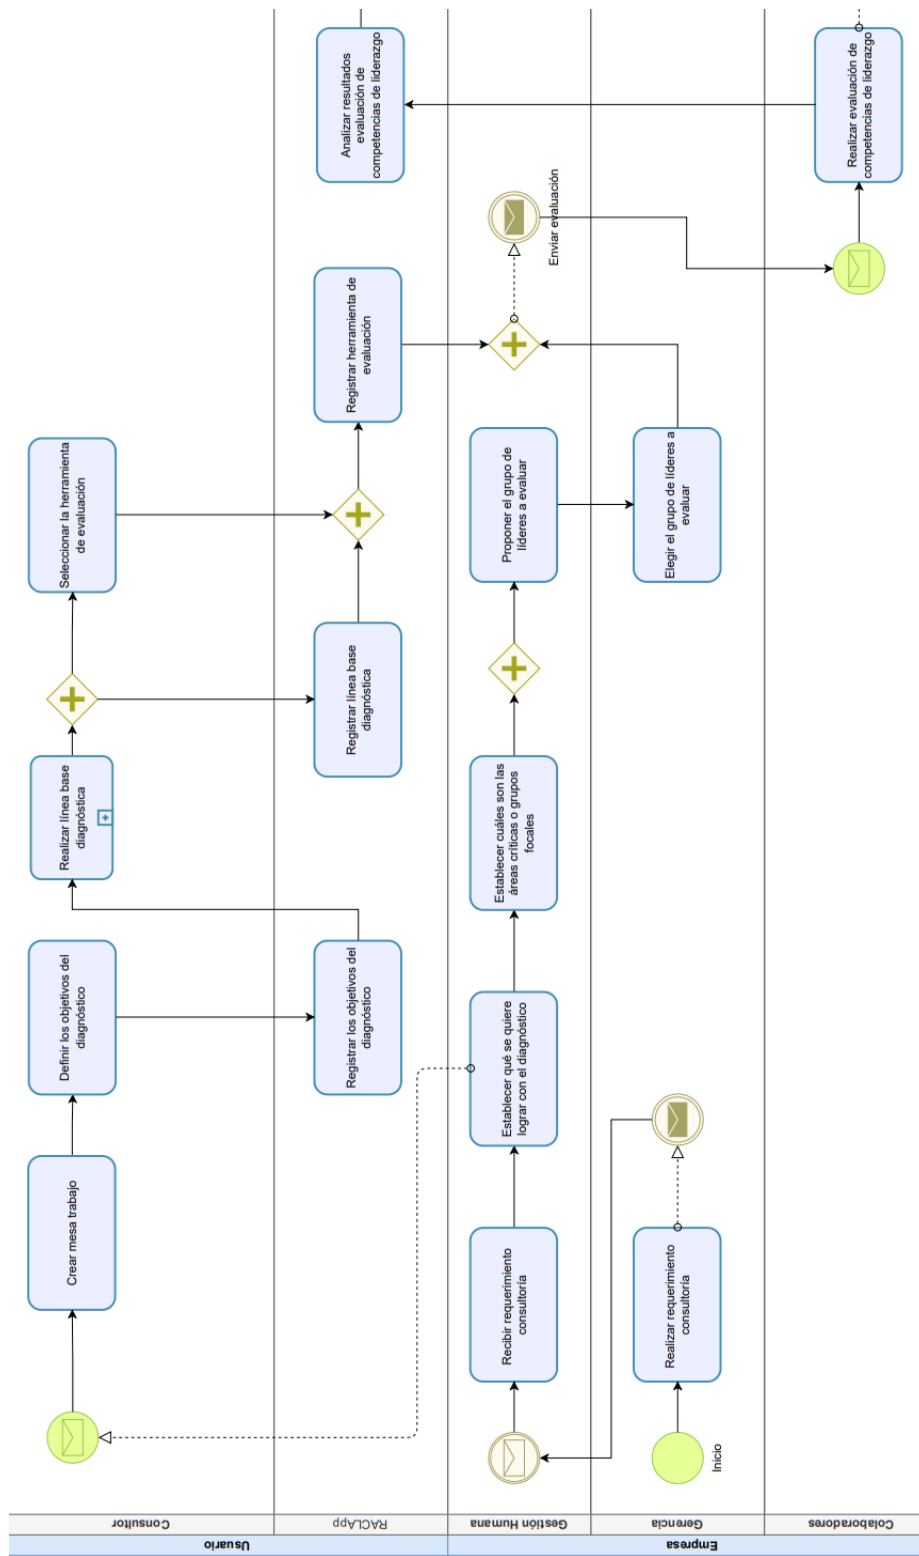 Usuario
Consultor
RACLApp
Empresa
Gestión Humana
Gerencia
Colaboradores
Crear mesa trabajo
Definir los objetivos del
diagnóstico
Realizar línea base
diagnóstica
Seleccionar la herramienta
de evaluación
Registrar los objetivos del
diagnóstico
Registrar línea base
diagnóstica
Registrar herramienta de
evaluación
Analizar resultados
evaluación de
competencias de liderazgo
Recibir requerimiento
consultoría
Establecer qué se quiere
lograr con el diagnóstico
Establecer cuáles son las
áreas críticas o grupos
focales
Proponer el grupo de
líderes a evaluar
Enviar evaluación
Inicio
Realizar requerimiento
consultoría
Elegir el grupo de líderes a
evaluar
Realizar evaluación de
competencias de liderazgo